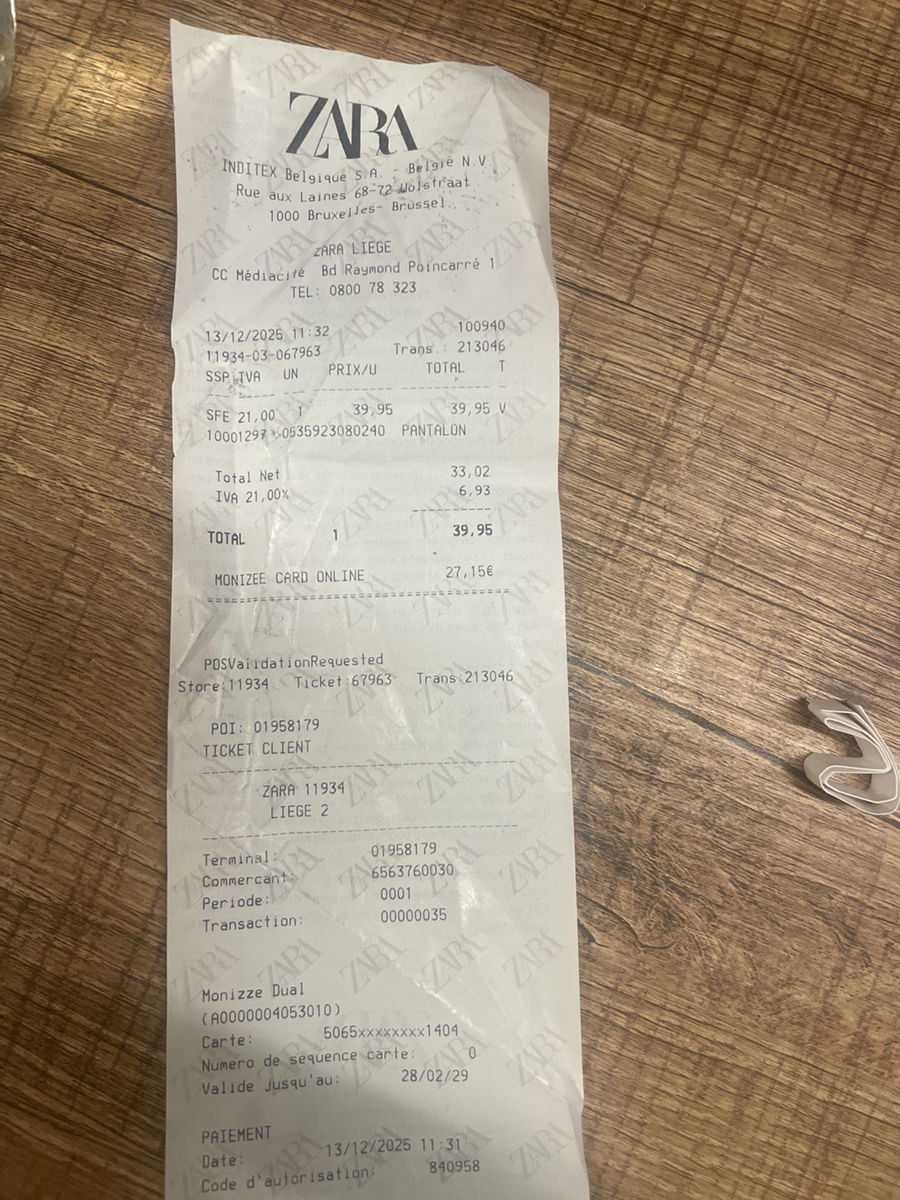 ZARA
INDITEX Belgique S.A. - België N.V.
Rue aux Laines 68-72 Wolstraat
1000 Bruxelles- Brussel
ZARA LIEGE
CC Médiacité Bd Raymond Poincarré 1
TEL: 0800 78 323
13/12/2025 11:32 100940
11934-03-067963 Trans.: 213046
SSP TVA UN PRIX/U TOTAL T
SFE 21,00 1 39,95 39,95 V
10001297 0535923080240 PANTALON
Total Net 33,02
IVA 21,00% 6,93
TOTAL 1 39,95
MONIZEE CARD ONLINE 27,15€
POSValidationRequested
Store:11934 Ticket:67963 Trans:213046
POI: 01958179
TICKET CLIENT
ZARA 11934
LIEGE 2
Terminal: 01958179
Commercant: 6563760030
Periode: 0001
Transaction: 00000035
Monizze Dual
(A0000004053010)
Carte: 5065xxxxxxxx1404
Numero de sequence carte: 0
Valide jusqu'au: 28/02/29
PAIEMENT
Date: 13/12/2025 11:31
Code d'autorisation: 840958